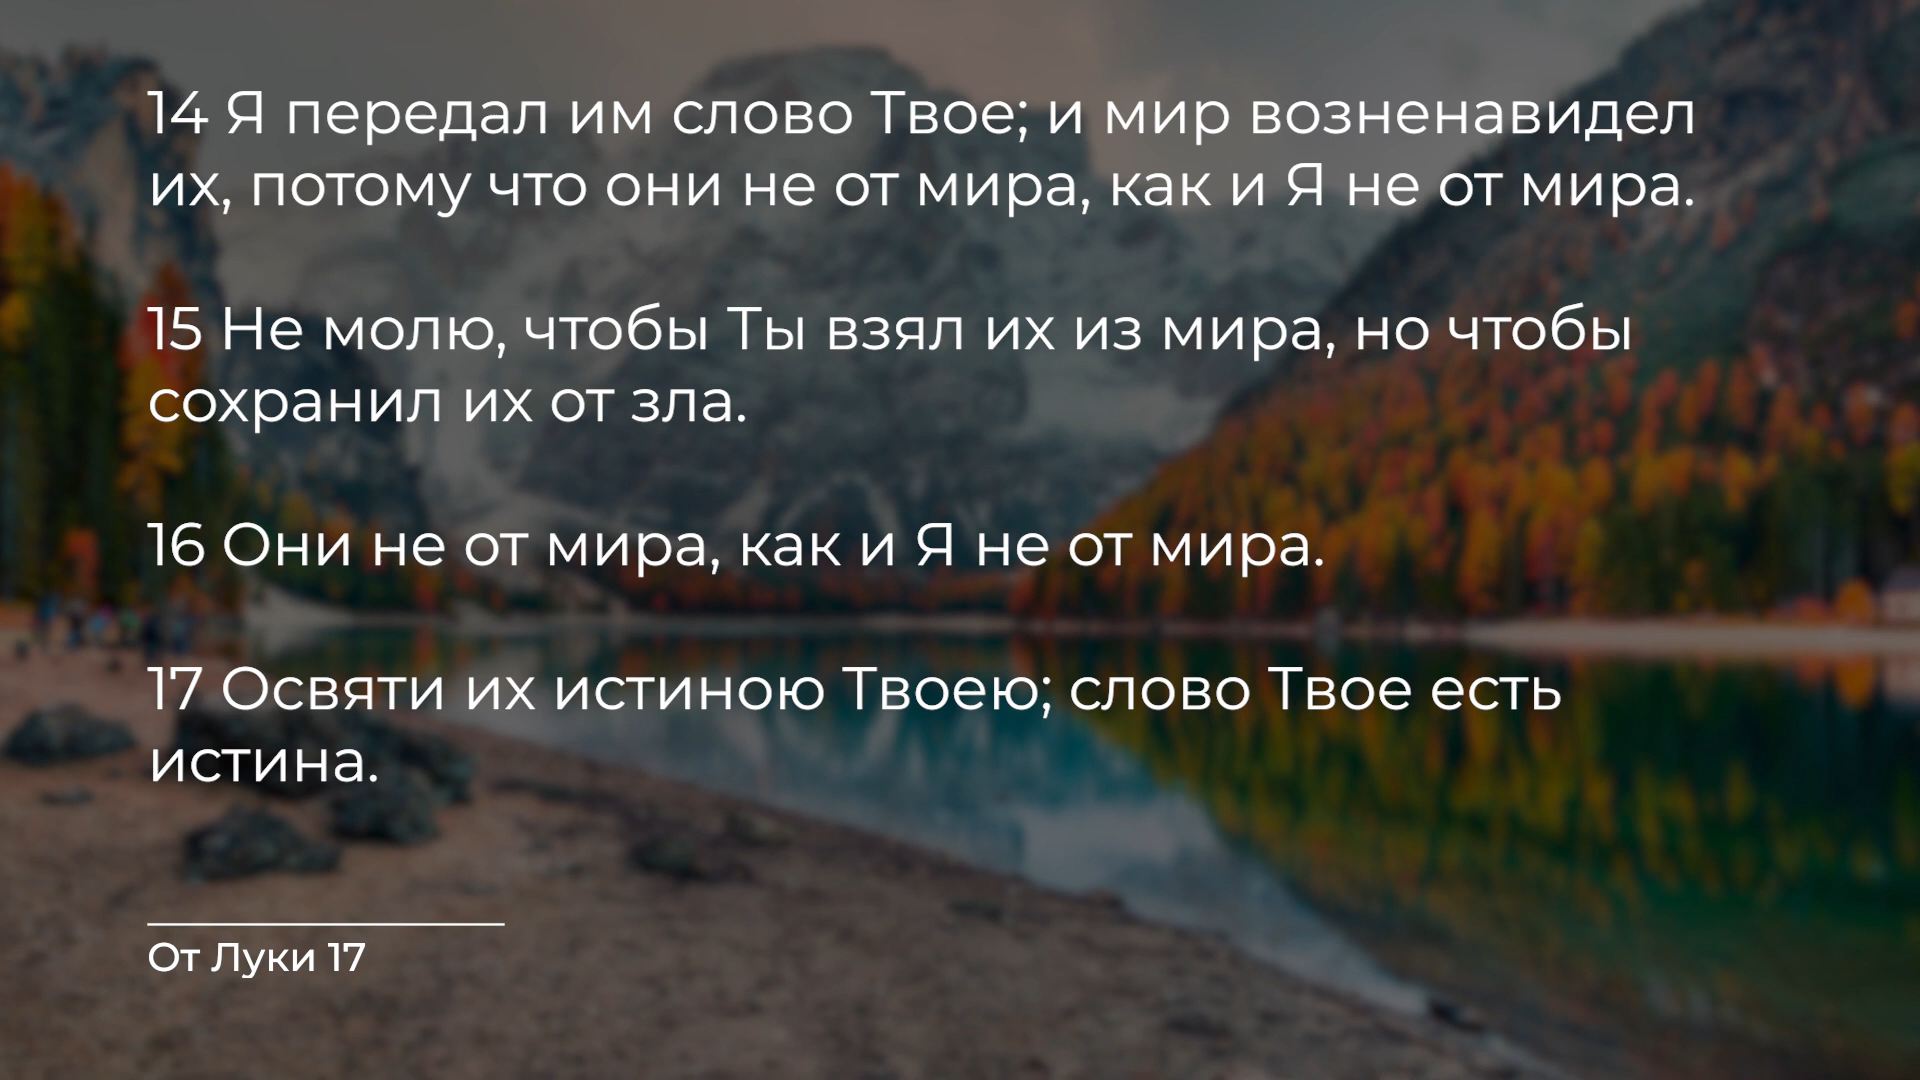 14 Я передал им слово Твое; и мир возненавидел
их, потому что они не от мира, как и Я не от мира.
15 Не молю, чтобы Ты взял их из мира, но чтобы
сохранил их от зла.
16 Они не от мира, как и Я не от мира.
17 Освяти их истиною Твоею; слово Твое есть
истина.
От Луки 17